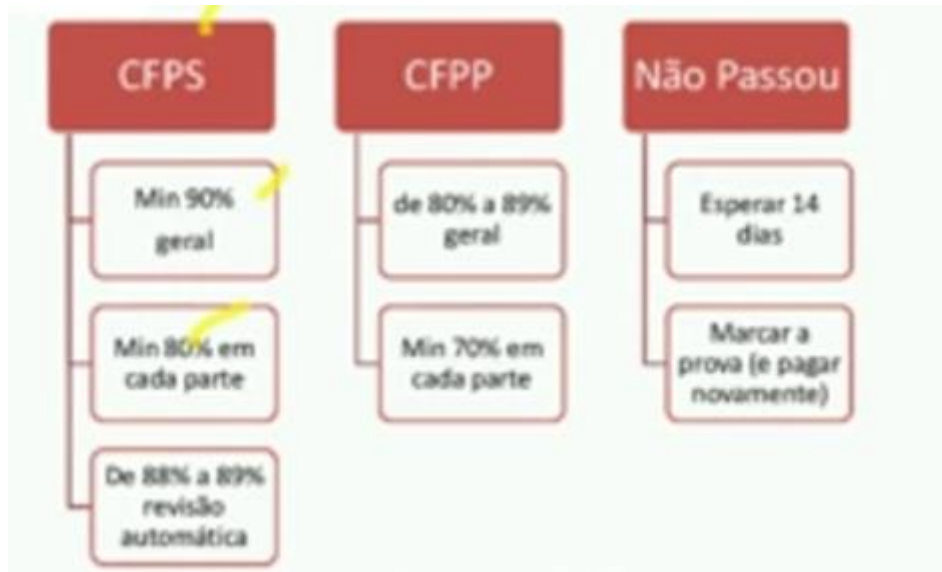 CFPS
Min 90%
geral
Min 80% em
cada parte
De 88% a 89%
revisão
automática
CFPP
de 80% a 89%
geral
Min 70% em
cada parte
Não Passou
Esperar 14
dias
Marcar a
prova (e pagar
novamente)